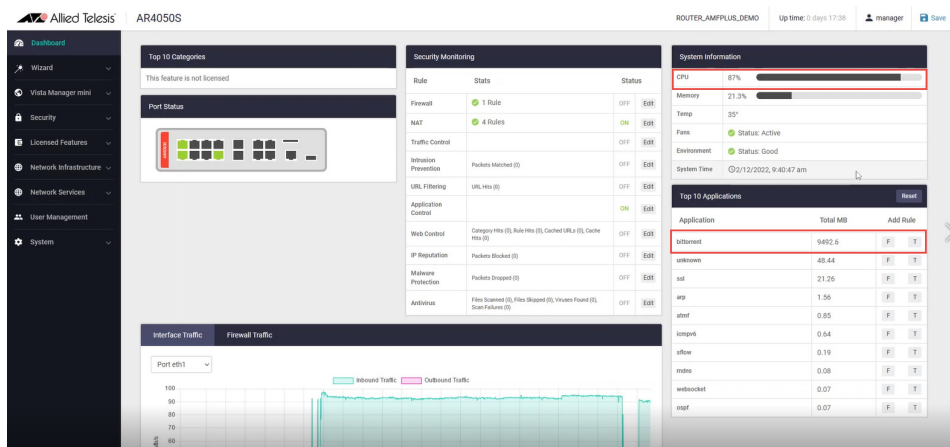 Allied Telesis
AR4050S
ROUTER_AMFPLUS_DEMO
Up time: 0 days 17:38
manager
Save
Dashboard
Wizard
Vista Manager mini
Security
Licensed Features
Network Infrastructure
Network Services
User Management
System
Top 10 Categories
This feature is not licensed
Port Status
Security Monitoring
Rule Stats Status
Firewall 1 Rule OFF Edit
NAT 4 Rules ON Edit
Traffic Control OFF Edit
Intrusion
Prevention Packets Matched (0) OFF Edit
URL Filtering URL Hits (0) OFF Edit
Application
Control ON Edit
Web Control Category Hits (0), Rule Hits (0), Cached URLs (0), Cache
Hits (0) OFF Edit
IP Reputation Packets Blocked (0) OFF Edit
Malware
Protection Packets Dropped (0) OFF Edit
Antivirus Files Scanned (0), Files Skipped (0), Viruses Found (0),
Scan Failures (0) OFF Edit
System Information
CPU 87%
Memory 21.3%
Temp 35°
Fans Status: Active
Environment Status: Good
System Time 2/12/2022, 9:40:47 am
Top 10 Applications Reset
Application Total MB Add Rule
bittorrent 9492.6 F T
unknown 48.44 F T
ssl 21.26 F T
arp 1.56 F T
atmf 0.85 F T
icmpv6 0.64 F T
sflow 0.19 F T
mdns 0.08 F T
websocket 0.07 F T
ospf 0.07 F T
Interface Traffic Firewall Traffic
Port eth1
Inbound Traffic Outbound Traffic
100
90
80
70
60